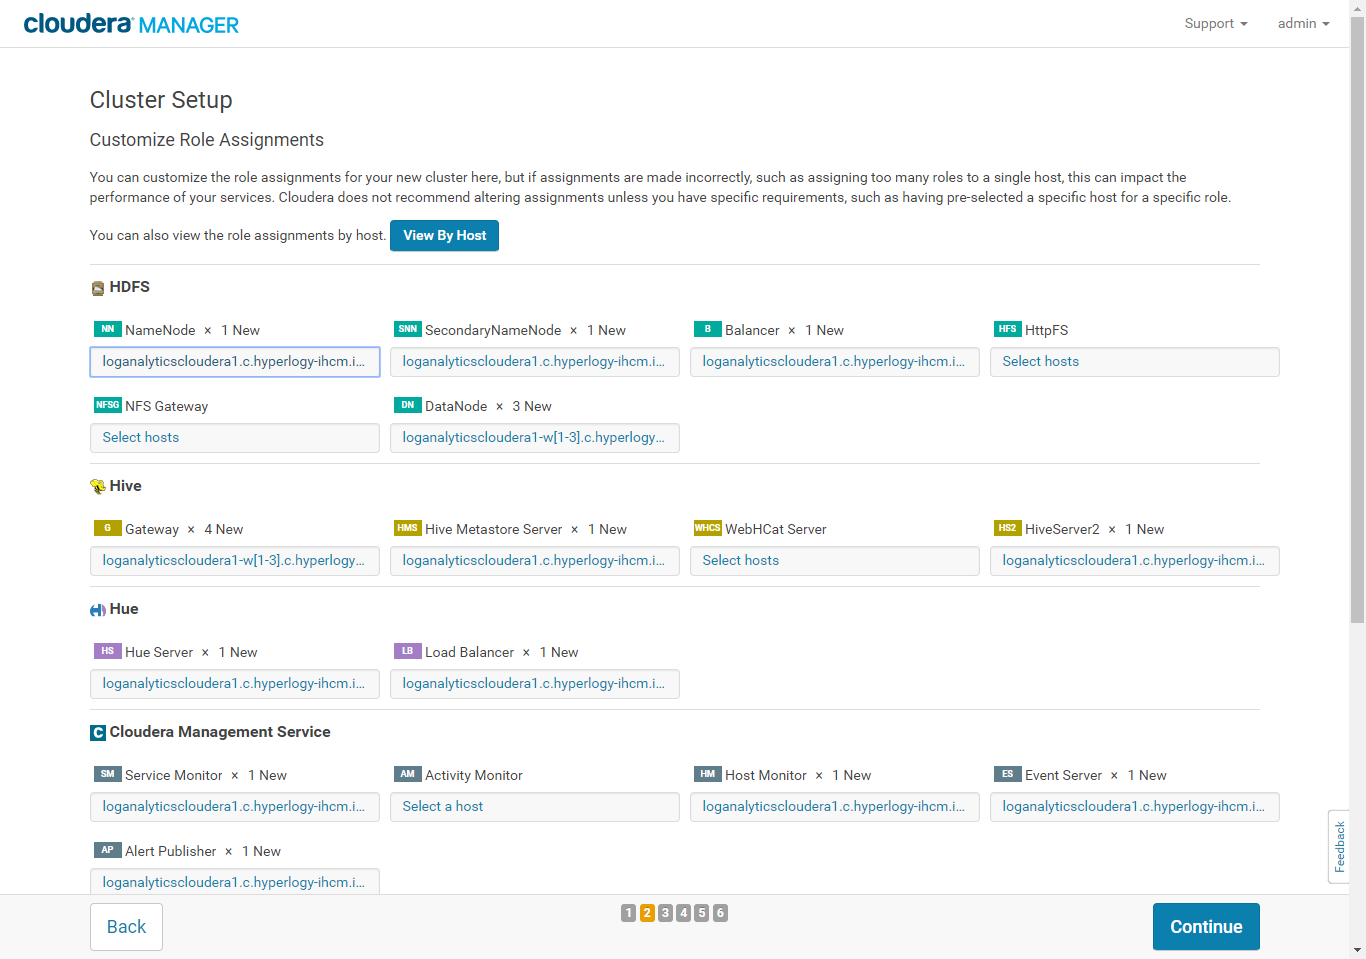 cloudera MANAGER
Support
admin
Cluster Setup
Customize Role Assignments
You can customize the role assignments for your new cluster here, but if assignments are made incorrectly, such as assigning too many roles to a single host, this can impact the
performance of your services. Cloudera does not recommend altering assignments unless you have specific requirements, such as having pre-selected a specific host for a specific role.
You can also view the role assignments by host. View By Host
HDFS
NN NameNode × 1 New
SNN SecondaryNameNode × 1 New
B Balancer × 1 New
HFS HttpFS
loganalyticscloudera1.c.hyperlogy-ihcm.i...
loganalyticscloudera1.c.hyperlogy-ihcm.i...
loganalyticscloudera1.c.hyperlogy-ihcm.i...
Select hosts
NFSG NFS Gateway
DN DataNode × 3 New
Select hosts
loganalyticscloudera1-w[1-3].c.hyperlogy...
Hive
G Gateway × 4 New
HMS Hive Metastore Server × 1 New
WHCS WebHCat Server
HS2 HiveServer2 × 1 New
loganalyticscloudera1-w[1-3].c.hyperlogy...
loganalyticscloudera1.c.hyperlogy-ihcm.i...
Select hosts
loganalyticscloudera1.c.hyperlogy-ihcm.i...
Hue
HS Hue Server × 1 New
LB Load Balancer × 1 New
loganalyticscloudera1.c.hyperlogy-ihcm.i...
loganalyticscloudera1.c.hyperlogy-ihcm.i...
C Cloudera Management Service
SM Service Monitor × 1 New
AM Activity Monitor
HM Host Monitor × 1 New
ES Event Server × 1 New
loganalyticscloudera1.c.hyperlogy-ihcm.i...
Select a host
loganalyticscloudera1.c.hyperlogy-ihcm.i...
loganalyticscloudera1.c.hyperlogy-ihcm.i...
AP Alert Publisher × 1 New
loganalyticscloudera1.c.hyperlogy-ihcm.i...
Feedback
Back
1 2 3 4 5 6
Continue